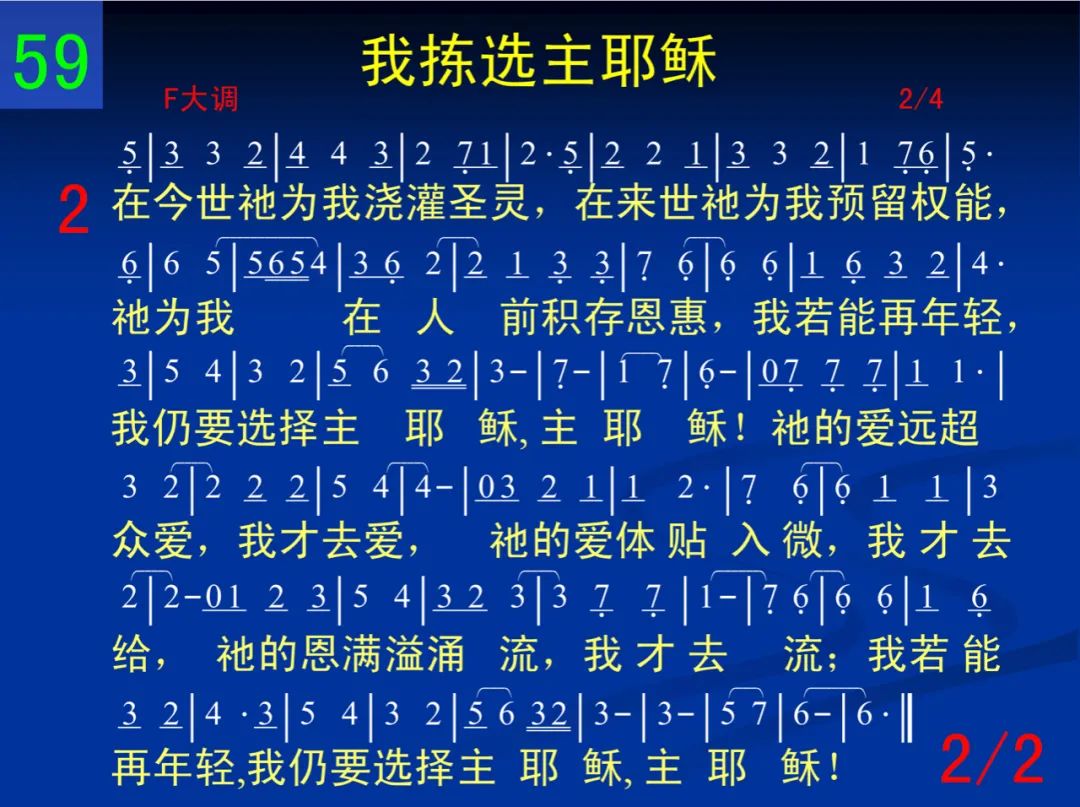 59
我拣选主耶稣
F大调 2/4
5|3 3 2|4 4 3|2 71|2·5|2 2 1|3 3 2|1 76|5·
2 在今世祂为我浇灌圣灵，在来世祂为我预留权能，
6|6 5|5654|36 2|2 1 3 3|7 6|6 6|1 6 3 2|4·
祂为我 在 人 前积存恩惠，我若能再年轻，
3|5 4|3 2|5 6 32|3-|7-|1 7|6-|07 7 7|1 1·|
我仍要选择主 耶 稣,主 耶 稣！祂的爱远超
3 2|2 2 2|5 4|4-|03 2 1|1 2·|7 6|6 1 1|3
众爱，我才去爱， 祂的爱体 贴 入 微，我 才 去
2|2-01 2 3|5 4|32 3|3 7 7|1-|7 6|6 6|1 6
给， 祂的恩满溢涌 流，我 才 去 流；我若 能
3 2|4 ·3|5 4|3 2|5 6 32|3-|3-|5 7|6-|6·‖
再年轻,我仍要选择主 耶 稣,主 耶 稣！
2/2